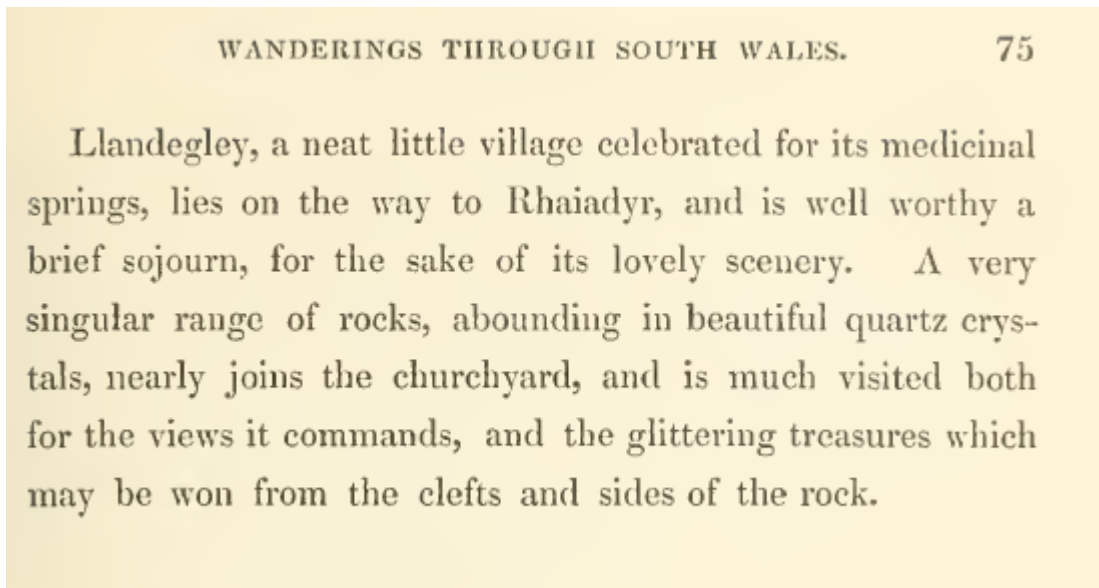 WANDERINGS THROUGH SOUTH WALES. 75
Llandegley, a neat little village celebrated for its medicinal
springs, lies on the way to Rhaiadyr, and is well worthy a
brief sojourn, for the sake of its lovely scenery. A very
singular range of rocks, abounding in beautiful quartz crys-
tals, nearly joins the churchyard, and is much visited both
for the views it commands, and the glittering treasures which
may be won from the clefts and sides of the rock.